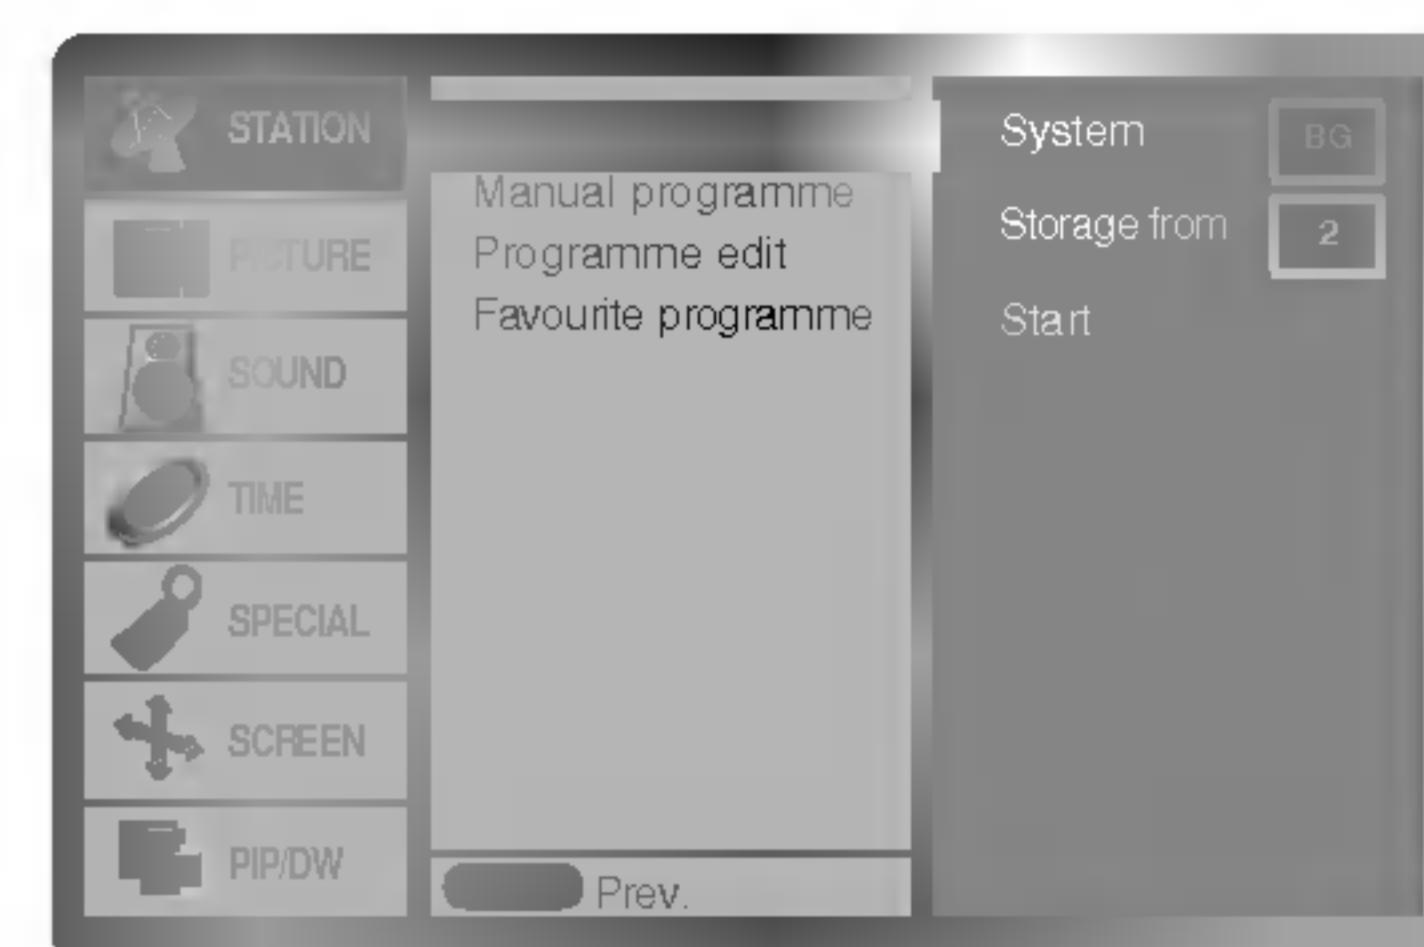 STATION
PICTURE
SOUND
TIME
SPECIAL
SCREEN
PIP/DW
Manual programme
Programme edit
Favourite programme
Prev.
System BG
Storage from 2
Start